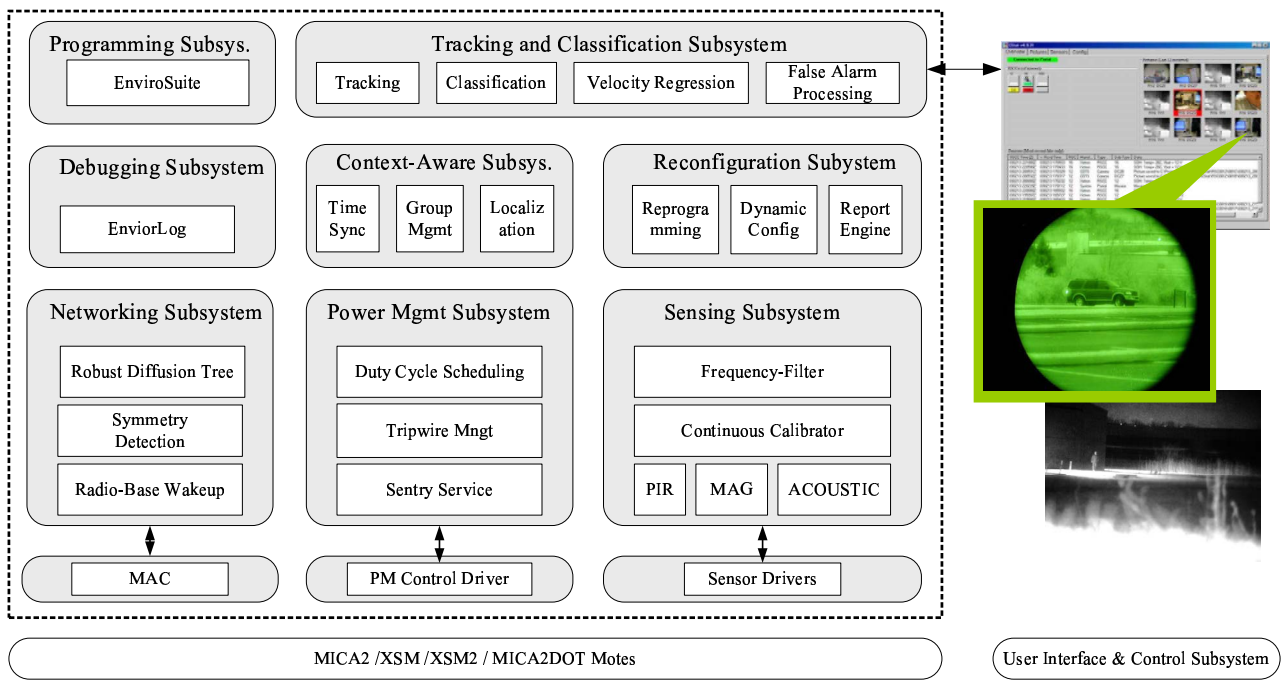 Programming Subsys.
EnviroSuite
Tracking and Classification Subsystem
Tracking
Classification
Velocity Regression
False Alarm
Processing
Debugging Subsystem
EnviorLog
Context-Aware Subsys.
Time
Sync
Group
Mgmt
Localiz
ation
Reconfiguration Subystem
Reprogra
mming
Dynamic
Config
Report
Engine
Networking Subsystem
Robust Diffusion Tree
Symmetry
Detection
Radio-Base Wakeup
Power Mgmt Subsystem
Duty Cycle Scheduling
Tripwire Mngt
Sentry Service
Sensing Subsystem
Frequency-Filter
Continuous Calibrator
PIR
MAG
ACOUSTIC
MAC
PM Control Driver
Sensor Drivers
MICA2 /XSM /XSM2 / MICA2DOT Motes
Overview Pictures Sensors Config
User Interface & Control Subsystem